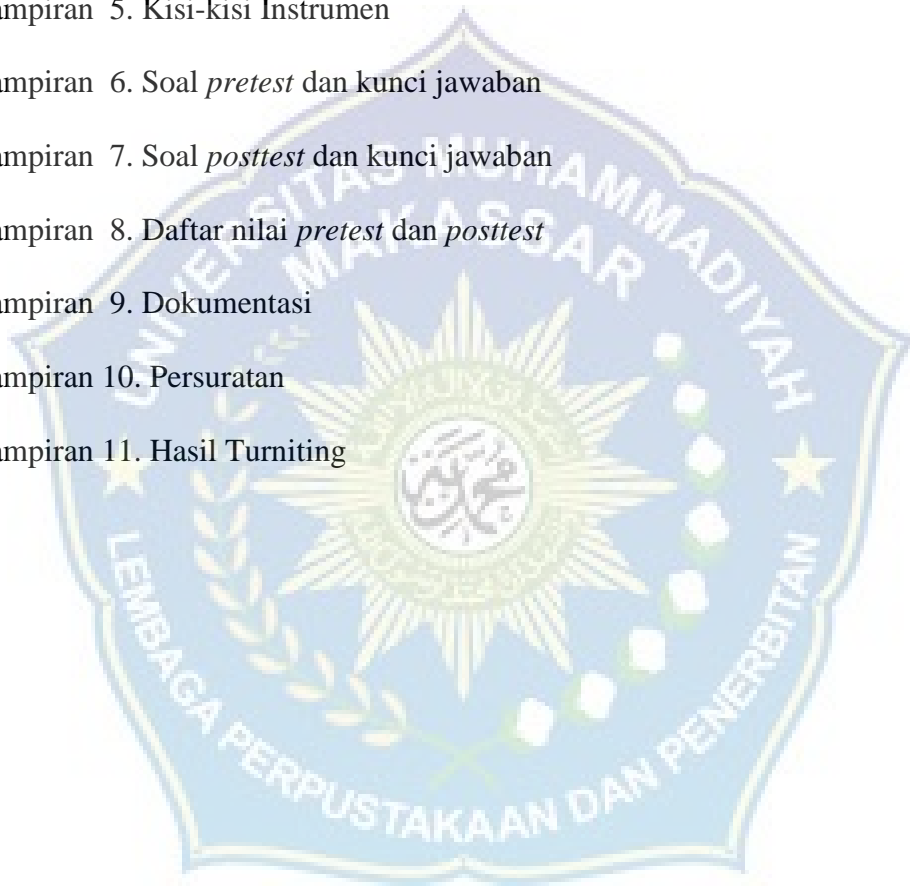 ampiran 5. Kisi-kisi Instrumen
ampiran 6. Soal pretest dan kunci jawaban
ampiran 7. Soal posttest dan kunci jawaban
ampiran 8. Daftar nilai pretest dan posttest
ampiran 9. Dokumentasi
ampiran 10. Persuratan
ampiran 11. Hasil Turniting
UNIVERSITAS MUHAMMADIYAH
MAKASSAR
LEMBAGA PERPUSTAKAAN DAN PENERBITAN